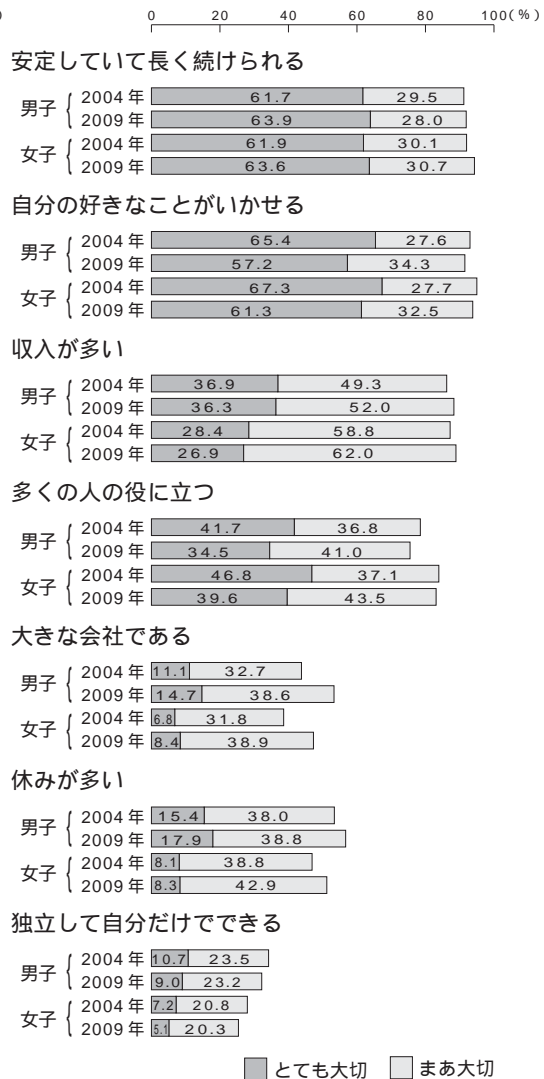 0 20 40 60 80 100(%)
安定していて長く続けられる
男子 { 2004年 61.7 29.5
2009年 63.9 28.0
女子 { 2004年 61.9 30.1
2009年 63.6 30.7
自分の好きなことがいかせる
男子 { 2004年 65.4 27.6
2009年 57.2 34.3
女子 { 2004年 67.3 27.7
2009年 61.3 32.5
収入が多い
男子 { 2004年 36.9 49.3
2009年 36.3 52.0
女子 { 2004年 28.4 58.8
2009年 26.9 62.0
多くの人の役に立つ
男子 { 2004年 41.7 36.8
2009年 34.5 41.0
女子 { 2004年 46.8 37.1
2009年 39.6 43.5
大きな会社である
男子 { 2004年 11.1 32.7
2009年 14.7 38.6
女子 { 2004年 6.8 31.8
2009年 8.4 38.9
休みが多い
男子 { 2004年 15.4 38.0
2009年 17.9 38.8
女子 { 2004年 8.1 38.8
2009年 8.3 42.9
独立して自分だけでできる
男子 { 2004年 10.7 23.5
2009年 9.0 23.2
女子 { 2004年 7.2 20.8
2009年 5.1 20.3
とても大切 まあ大切